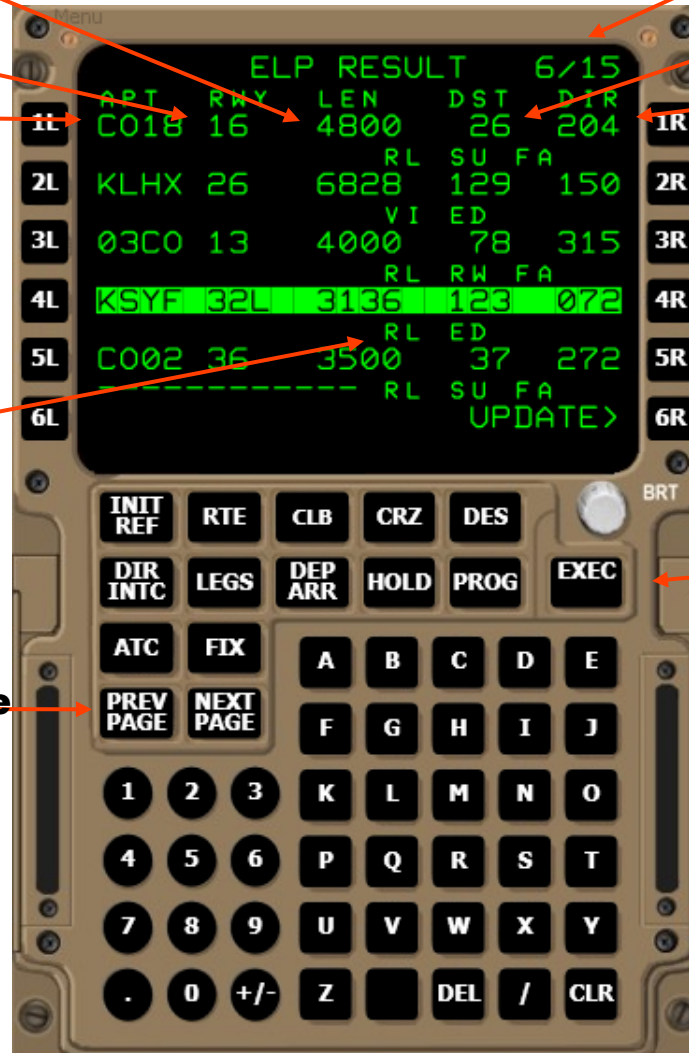 Menu
ELP RESULT 6/15
APT RWY LEN DST DIR
1L CO18 16 4800 26 204 1R
RL SU FA
2L KLHX 26 6828 129 150 2R
VI ED
3L 03CO 13 4000 78 315 3R
RL RW FA
4L KSYF 32L 3136 123 072 4R
RL ED
5L CO02 36 3500 37 272 5R
------------- RL SU FA
6L UPDATE> 6R
BRT
INIT REF RTE CLB CRZ DES
DIR INTC LEGS DEP ARR HOLD PROG EXEC
ATC FIX
PREV PAGE NEXT PAGE
e
A B C D E
F G H I J
1 2 3 K L M N O
4 5 6 P Q R S T
7 8 9 U V W X Y
. 0 +/- Z DEL / CLR